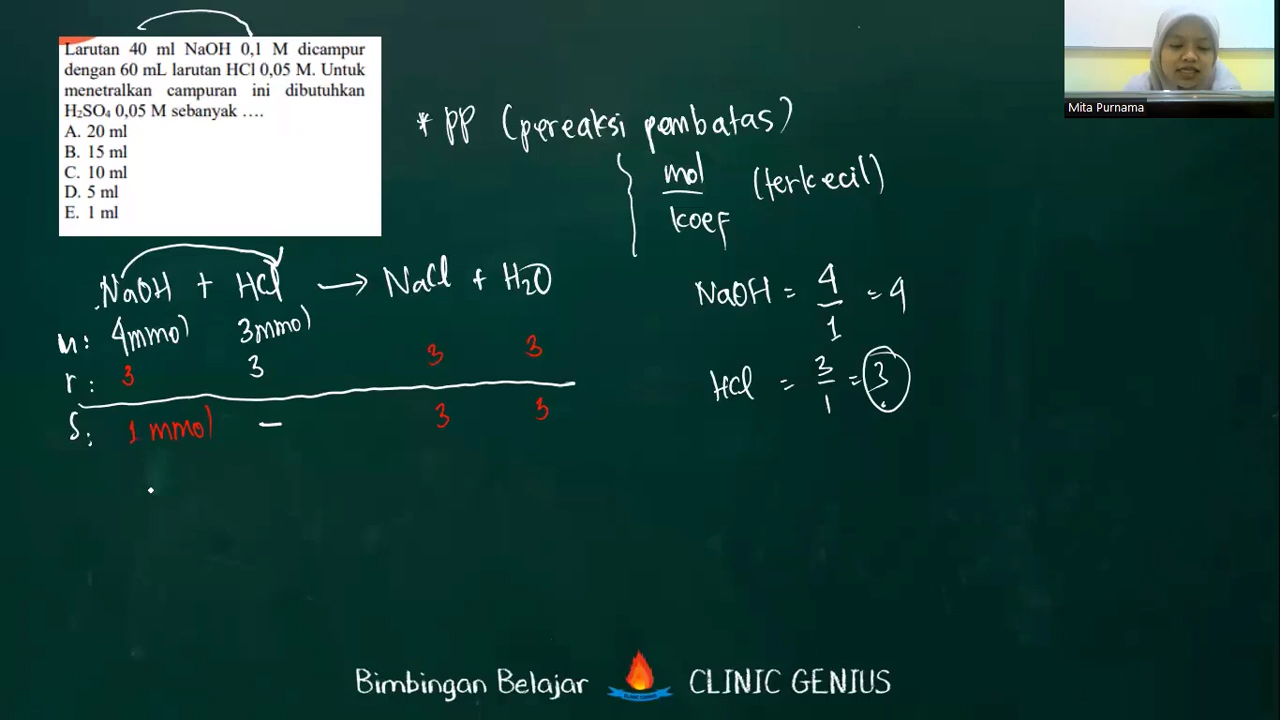 Larutan 40 ml NaOH 0,1 M dicampur
dengan 60 mL larutan HCl 0,05 M. Untuk
menetralkan campuran ini dibutuhkan
H₂SO₄ 0,05 M sebanyak ....
A. 20 ml
B. 15 ml
C. 10 ml
D. 5 ml
E. 1 ml
Mita Purnama
* PP (pereaksi pembatas)
mol
koef
(terkecil)
NaOH + HCl → NaCl + H₂O
m: 4mmol 3mmol
r: 3 3 3 3
s: 1 mmol - 3 3
NaOH = 4/1 = 4
HCl = 3/1 = 3
Bimbingan Belajar CLINIC GENIUS